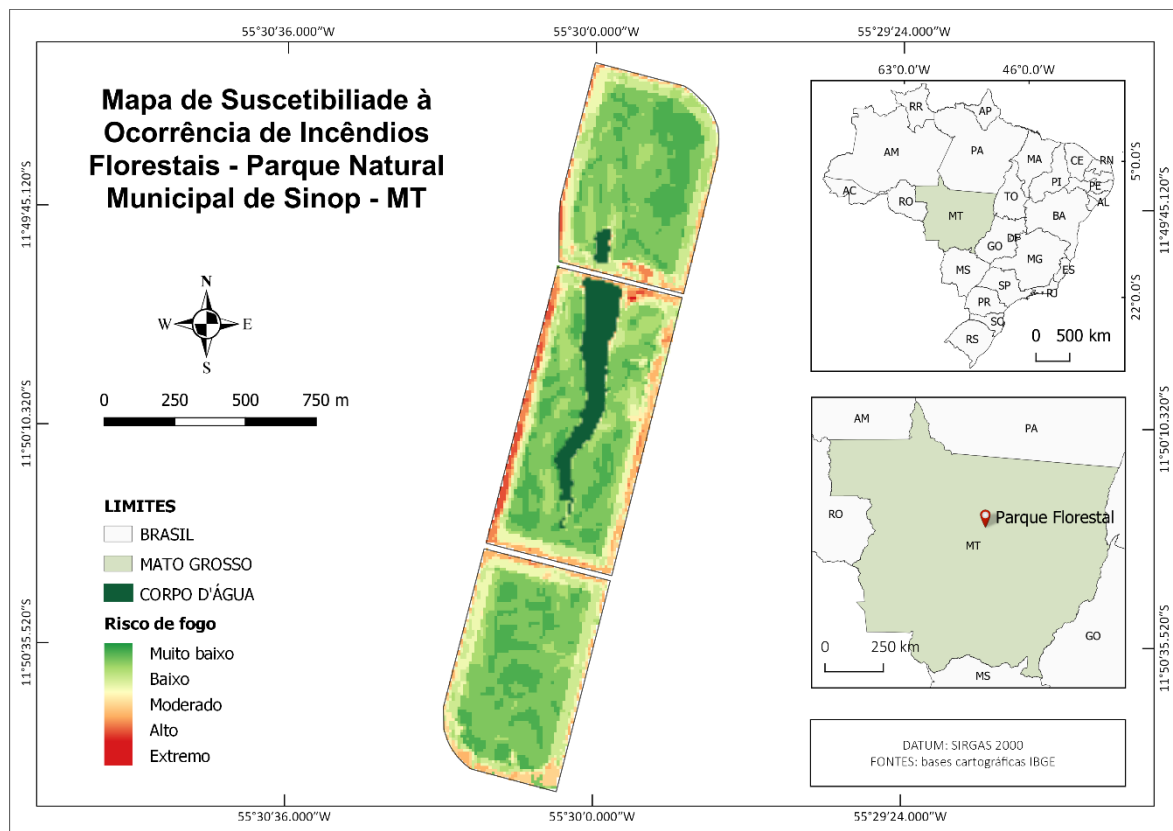 55°30'36.000"W
55°30'0.000"W
55°29'24.000"W
Mapa de Suscetibiliade à
Ocorrência de Incêndios
Florestais - Parque Natural
Municipal de Sinop - MT
11°49'45.120"S
11°50'10.320"S
11°50'35.520"S
N
W
E
S
0 250 500 750 m
LIMITES
BRASIL
MATO GROSSO
CORPO D'ÁGUA
Risco de fogo
Muito baixo
Baixo
Moderado
Alto
Extremo
63°0.0'W
46°0.0'W
5°0.0'S
22°0.0'S
RR
AP
AM
PA
MA
CE
RN
PI
PE
AL
AC
RO
TO
MT
BA
DF
GO
MG
ES
MS
SP
RJ
PR
SC
RS
0 500 km
AM
PA
RO
Parque Florestal
MT
GO
MS
0 250 km
DATUM: SIRGAS 2000
FONTES: bases cartográficas IBGE
11°49'45.120"S
11°50'10.320"S
11°50'35.520"S
55°30'36.000"W
55°30'0.000"W
55°29'24.000"W